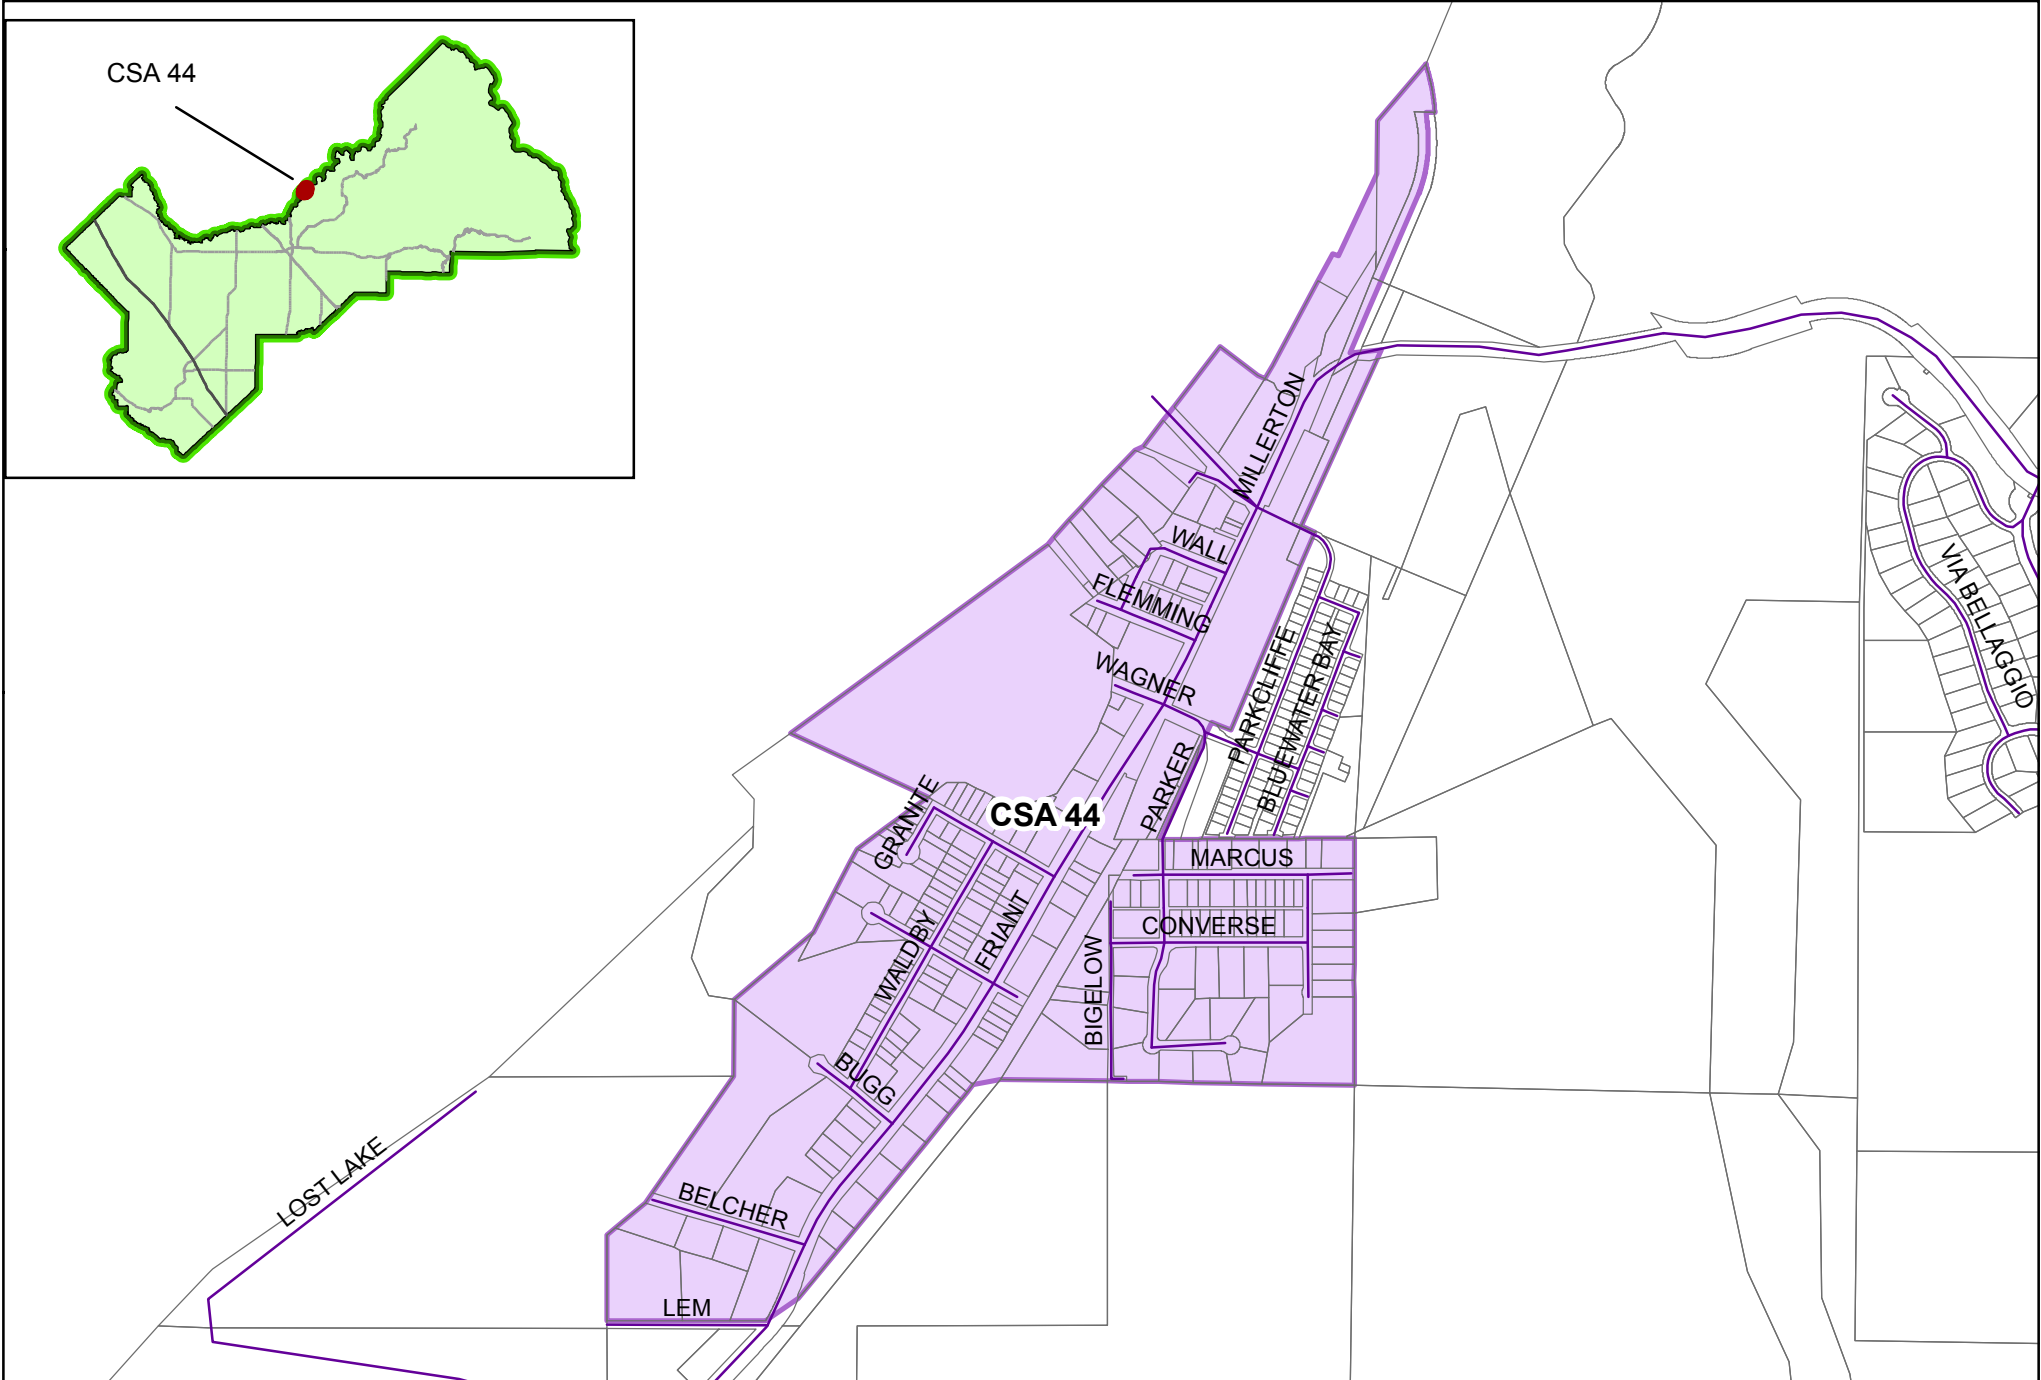 CSA 44
MILLERTON
WALL
FLEMMING
WAGNER
PARKCLIFFE
BLUEWATER BAY
VIA BELLAGGIO
PARKER
GRANITE
CSA 44
MARCUS
CONVERSE
FRIANT
WALDBY
BIGELOW
BUGG
LOST LAKE
BELCHER
LEM